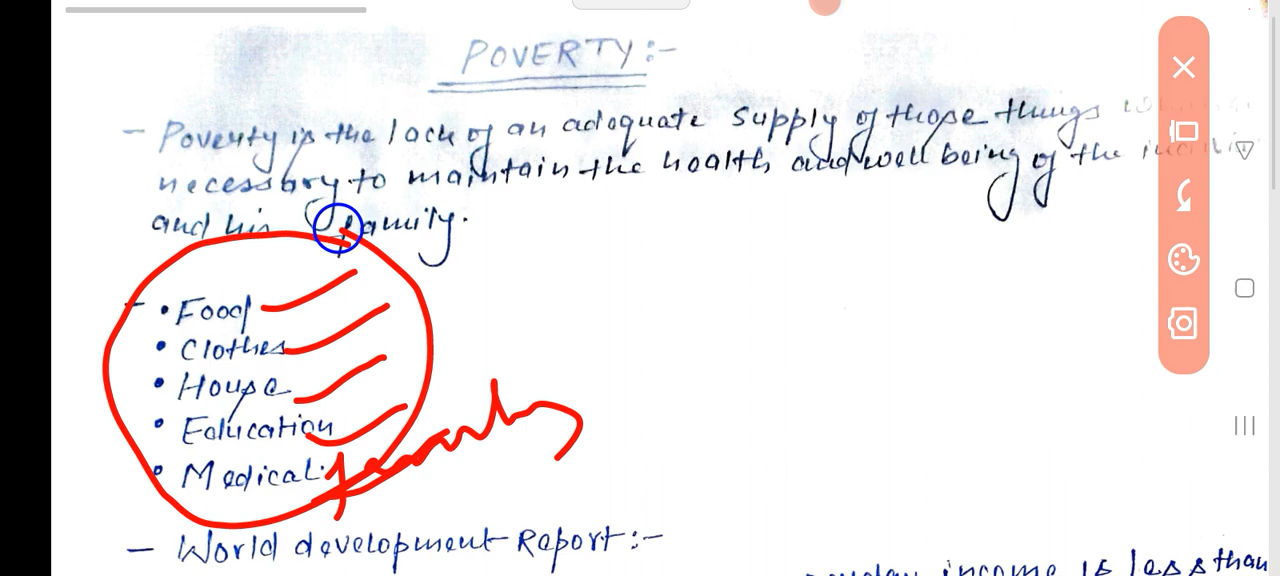 POVERTY:-
- Poverty is the lack of an adequate supply of those things
necessary to maintain the health and well being of the
and his family.
- • Food
• Clothes
• House
• Education
• Medical.
family
- World development Report:-
income is less than